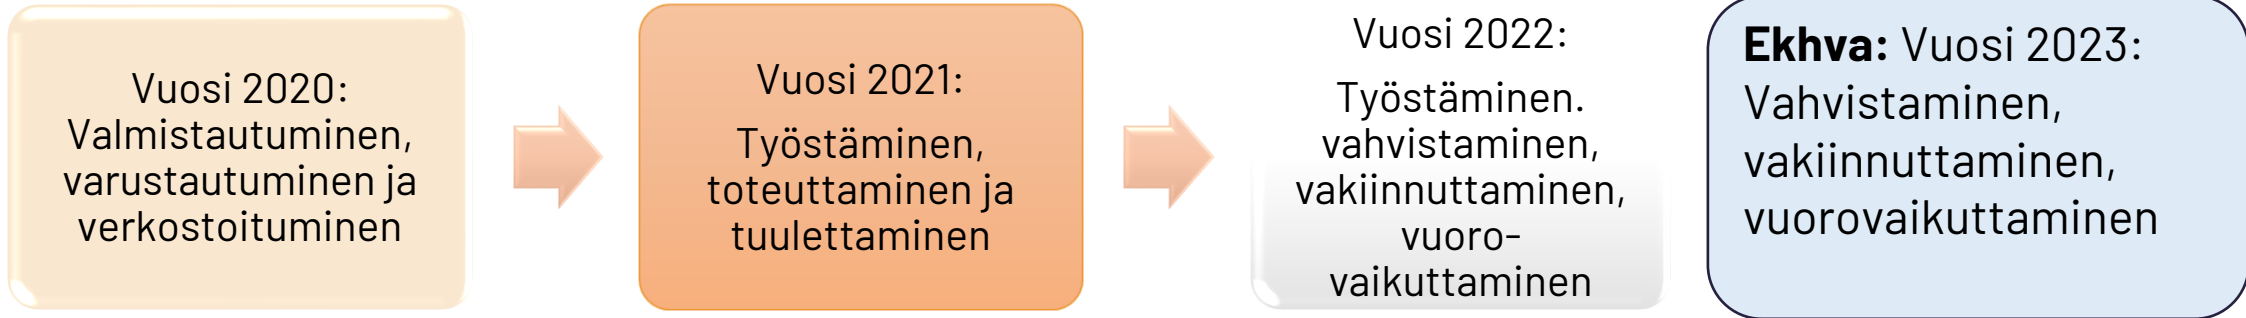 Vuosi 2020:
Valmistautuminen,
varustautuminen ja
verkostoituminen
Vuosi 2021:
Työstäminen,
toteuttaminen ja
tuulettaminen
Vuosi 2022:
Työstäminen.
vahvistaminen,
vakiinnuttaminen,
vuoro-
vaikuttaminen
Ekhva: Vuosi 2023:
Vahvistaminen,
vakiinnuttaminen,
vuorovaikuttaminen